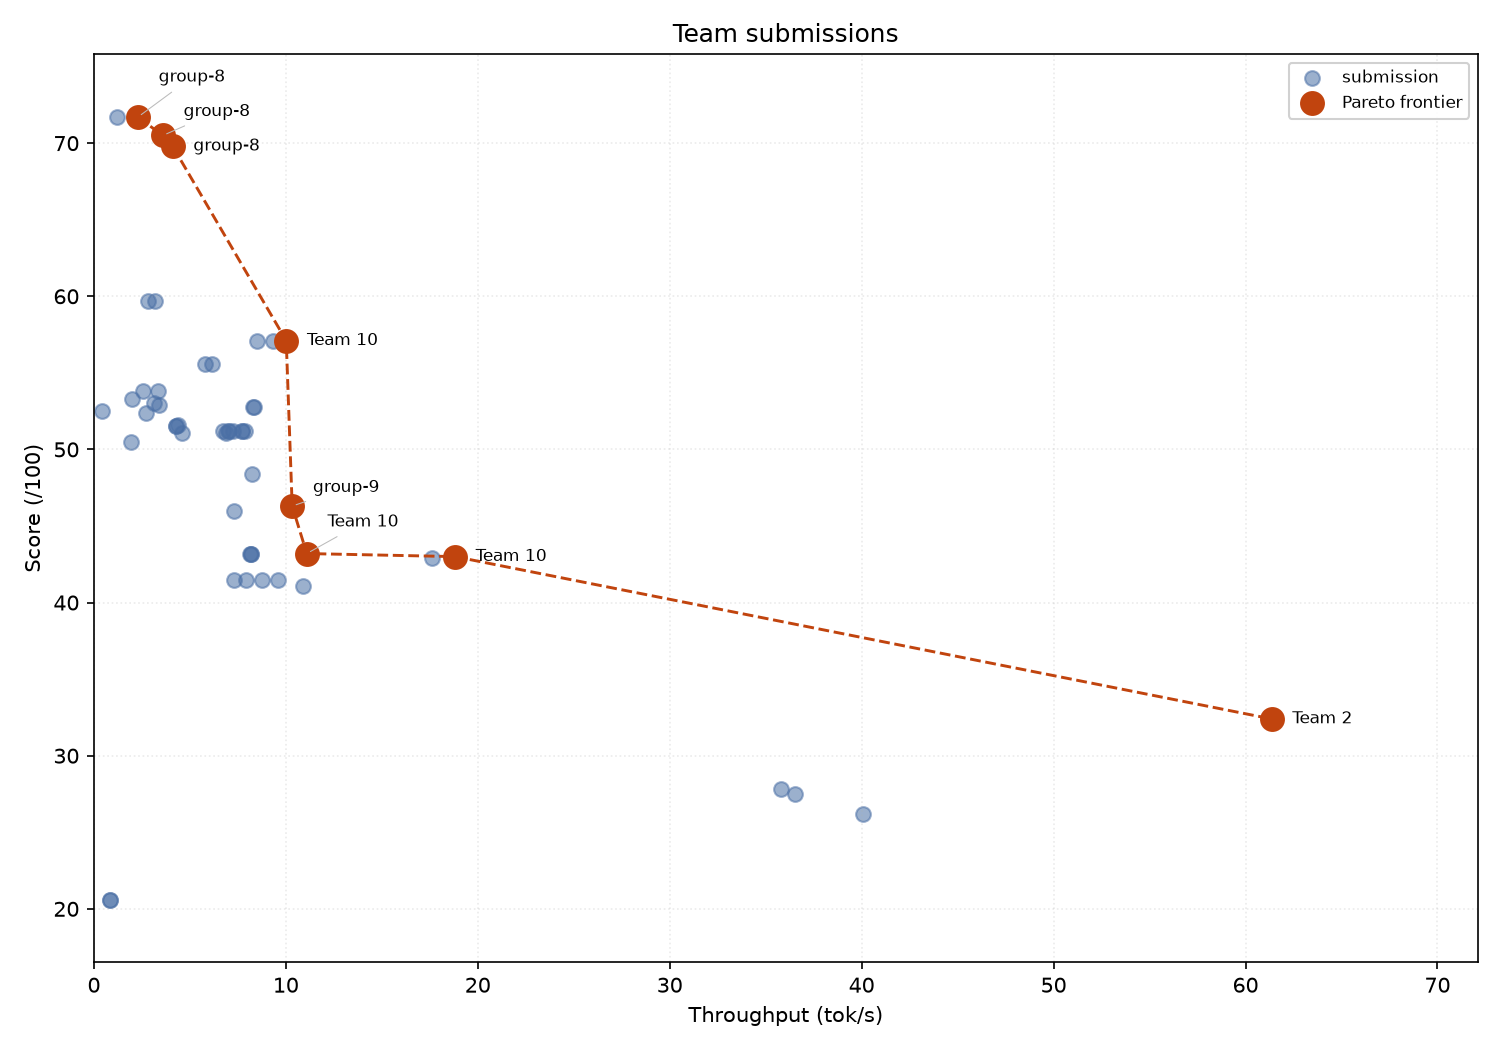 Team submissions
submission
Pareto frontier
group-8
group-8
group-8
Team 10
group-9
Team 10
Team 10
Team 2
Score (/100)
70
60
50
40
30
20
0 10 20 30 40 50 60 70
Throughput (tok/s)